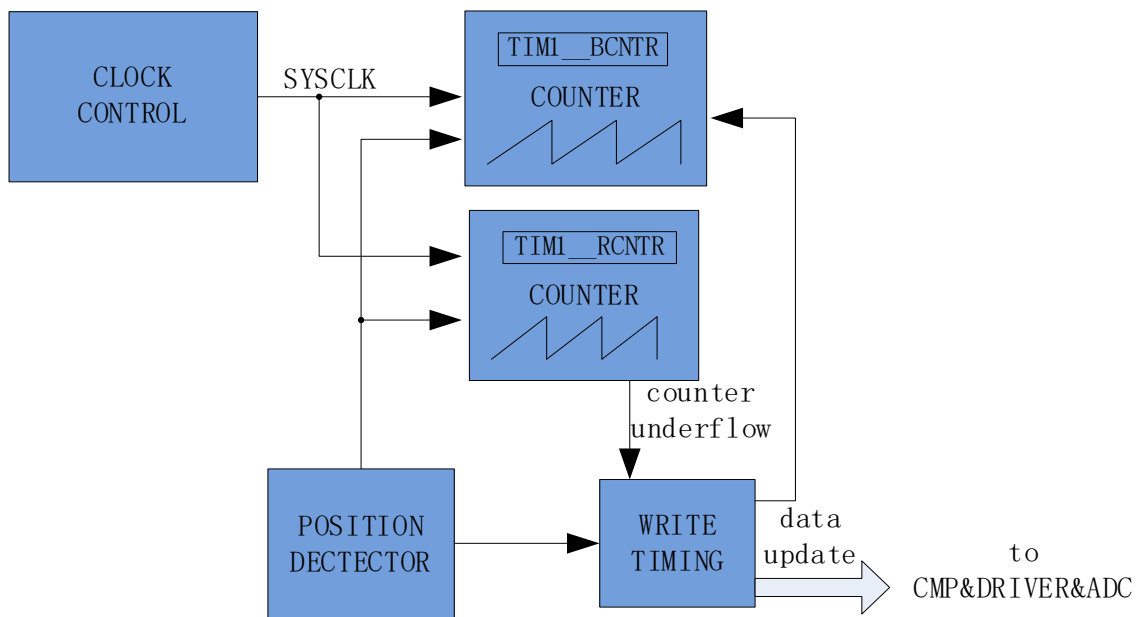 CLOCK
CONTROL
SYSCLK
TIM1__BCNTR
COUNTER
TIM1__RCNTR
COUNTER
counter
underflow
POSITION
DECTECTOR
WRITE
TIMING
data
update
to
CMP&DRIVER&ADC